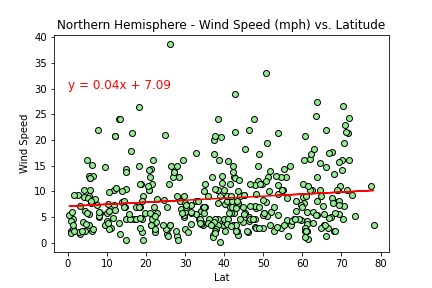 Northern Hemisphere - Wind Speed (mph) vs. Latitude
40
35
30
25
20
15
10
5
0
Wind Speed
y = 0.04x + 7.09
0 10 20 30 40 50 60 70 80
Lat